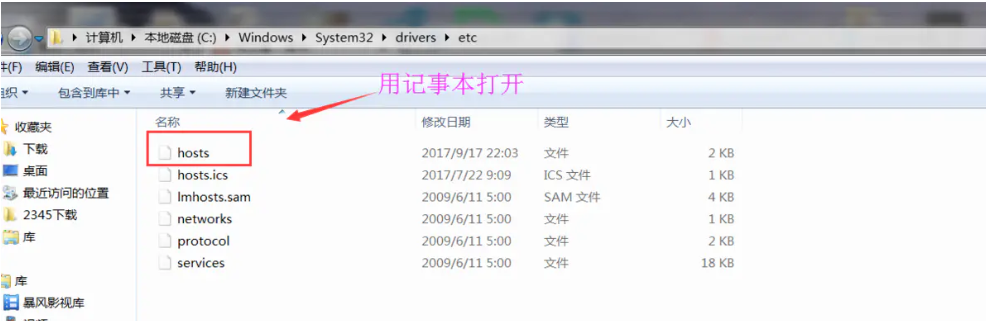 计算机 本地磁盘 (C:) Windows System32 drivers etc
(F) 编辑(E) 查看(V) 工具(T) 帮助(H)
用记事本打开
包含到库中 共享 新建文件夹
名称 修改日期 类型 大小
收藏夹
hosts 2017/9/17 22:03 文件 2 KB
下载
hosts.ics 2017/7/22 9:09 ICS 文件 1 KB
桌面
lmhosts.sam 2009/6/11 5:00 SAM 文件 4 KB
最近访问的位置
networks 2009/6/11 5:00 文件 1 KB
2345下载
protocol 2009/6/11 5:00 文件 2 KB
库
services 2009/6/11 5:00 文件 18 KB
库
暴风影视库